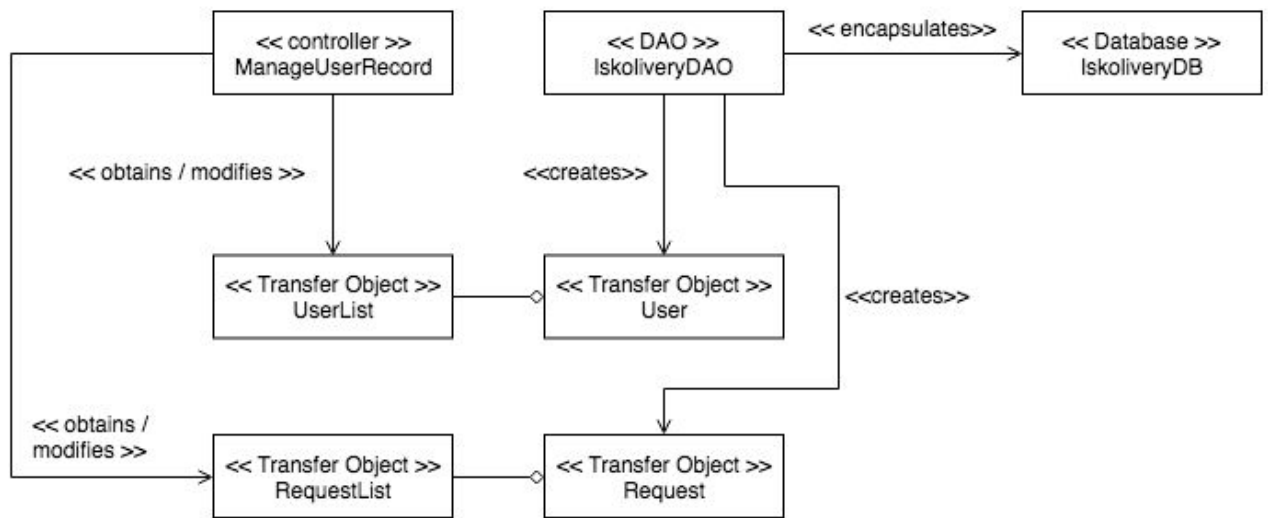 << controller >>
ManageUserRecord
<< DAO >>
IskoliveryDAO
<< encapsulates>>
<< Database >>
IskoliveryDB
<< obtains / modifies >>
<<creates>>
<< Transfer Object >>
UserList
<< Transfer Object >>
User
<<creates>>
<< obtains /
modifies >>
<< Transfer Object >>
RequestList
<< Transfer Object >>
Request